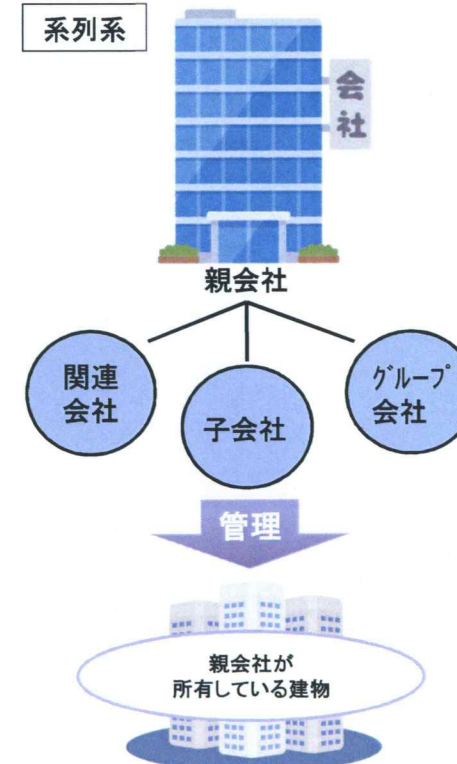 系列系
会
社
親会社
関連
会社
子会社
グループ
会社
管理
親会社が
所有している建物